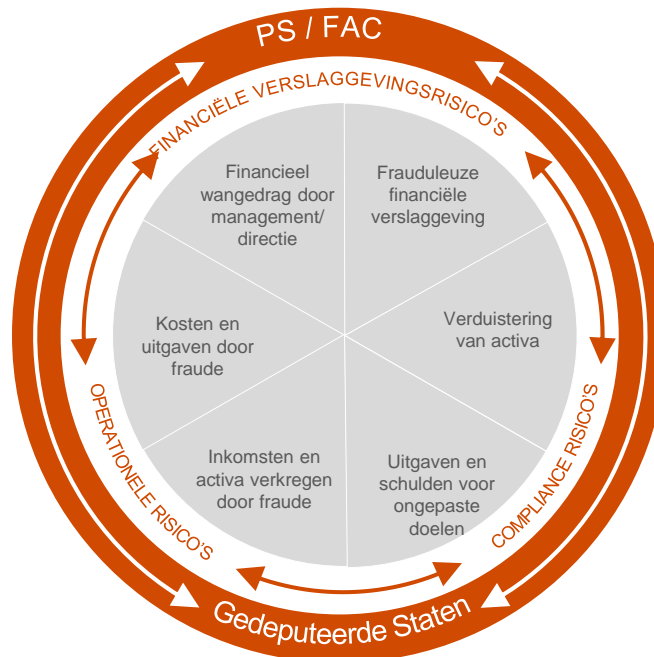 PS / FAC
FINANCIËLE VERSLAGGEVINGSRISICO'S
Financieel
wangedrag door
management/
directie
Frauduleuze
financiële
verslaggeving
Kosten en
uitgaven door
fraude
Verduistering
van activa
Inkomsten en
activa verkregen
door fraude
Uitgaven en
schulden voor
ongepaste
doelen
OPERATIONELE RISICO'S
COMPLIANCE RISICO'S
Gedeputeerde Staten